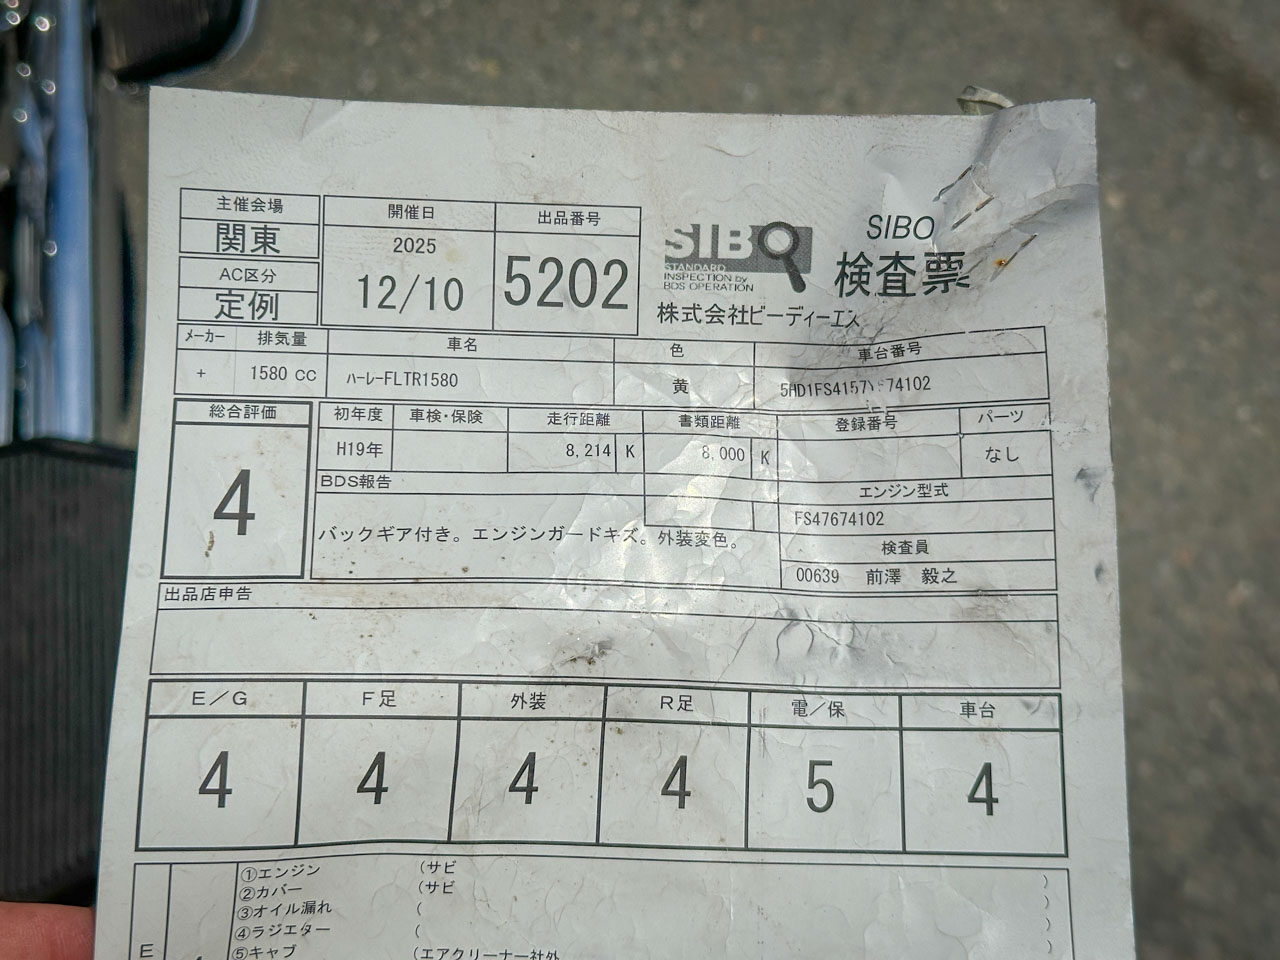 主催会場
関東
AC区分
定例
開催日
2025
12/10
出品番号
5202
SIBO
STANDARD
INSPECTION by
BDS OPERATION
株式会社ビーディーエス
SIBO
検査票
メーカー 排気量 車名 色 車台番号
+ 1580 CC ハーレーFLTR1580 黄
総合評価 初年度 車検・保険 走行距離 書類距離 登録番号 パーツ
4
H19年 8,214 K 8,000 K なし
BDS報告 エンジン型式
FS47674102
バックギア付き。エンジンガードキズ。外装変色。
検査員
00639 前澤 毅之
出品店申告
E/G F足 外装 R足 電/保 車台
4 4 4 4 5 4
①エンジン (サビ )
②カバー (サビ )
③オイル漏れ ( )
④ラジエター ( )
⑤キャブ (エアクリーナー社外
E